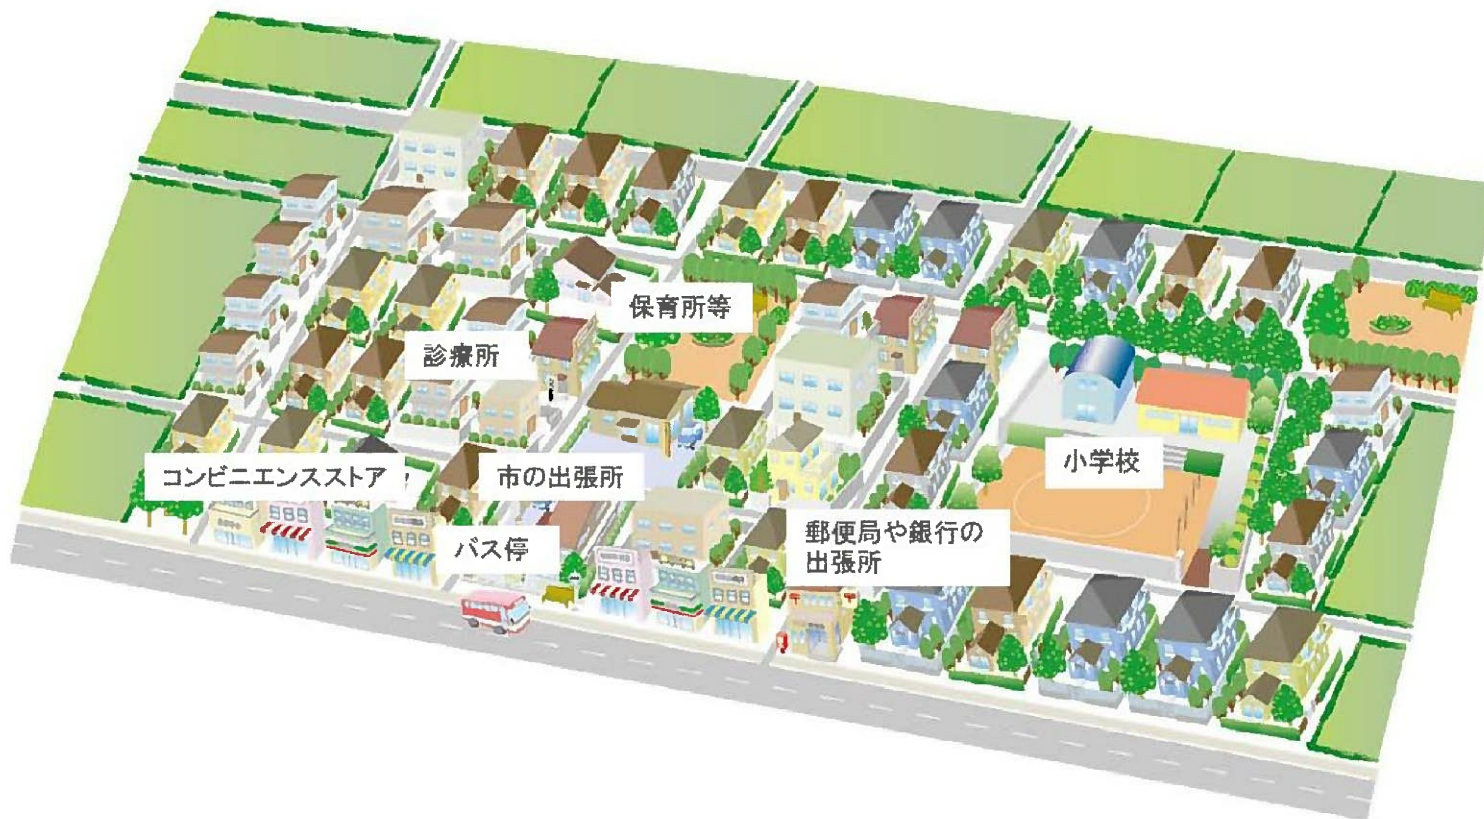 保育所等
診療所
小学校
コンビニエンスストア
市の出張所
バス停
郵便局や銀行の
出張所